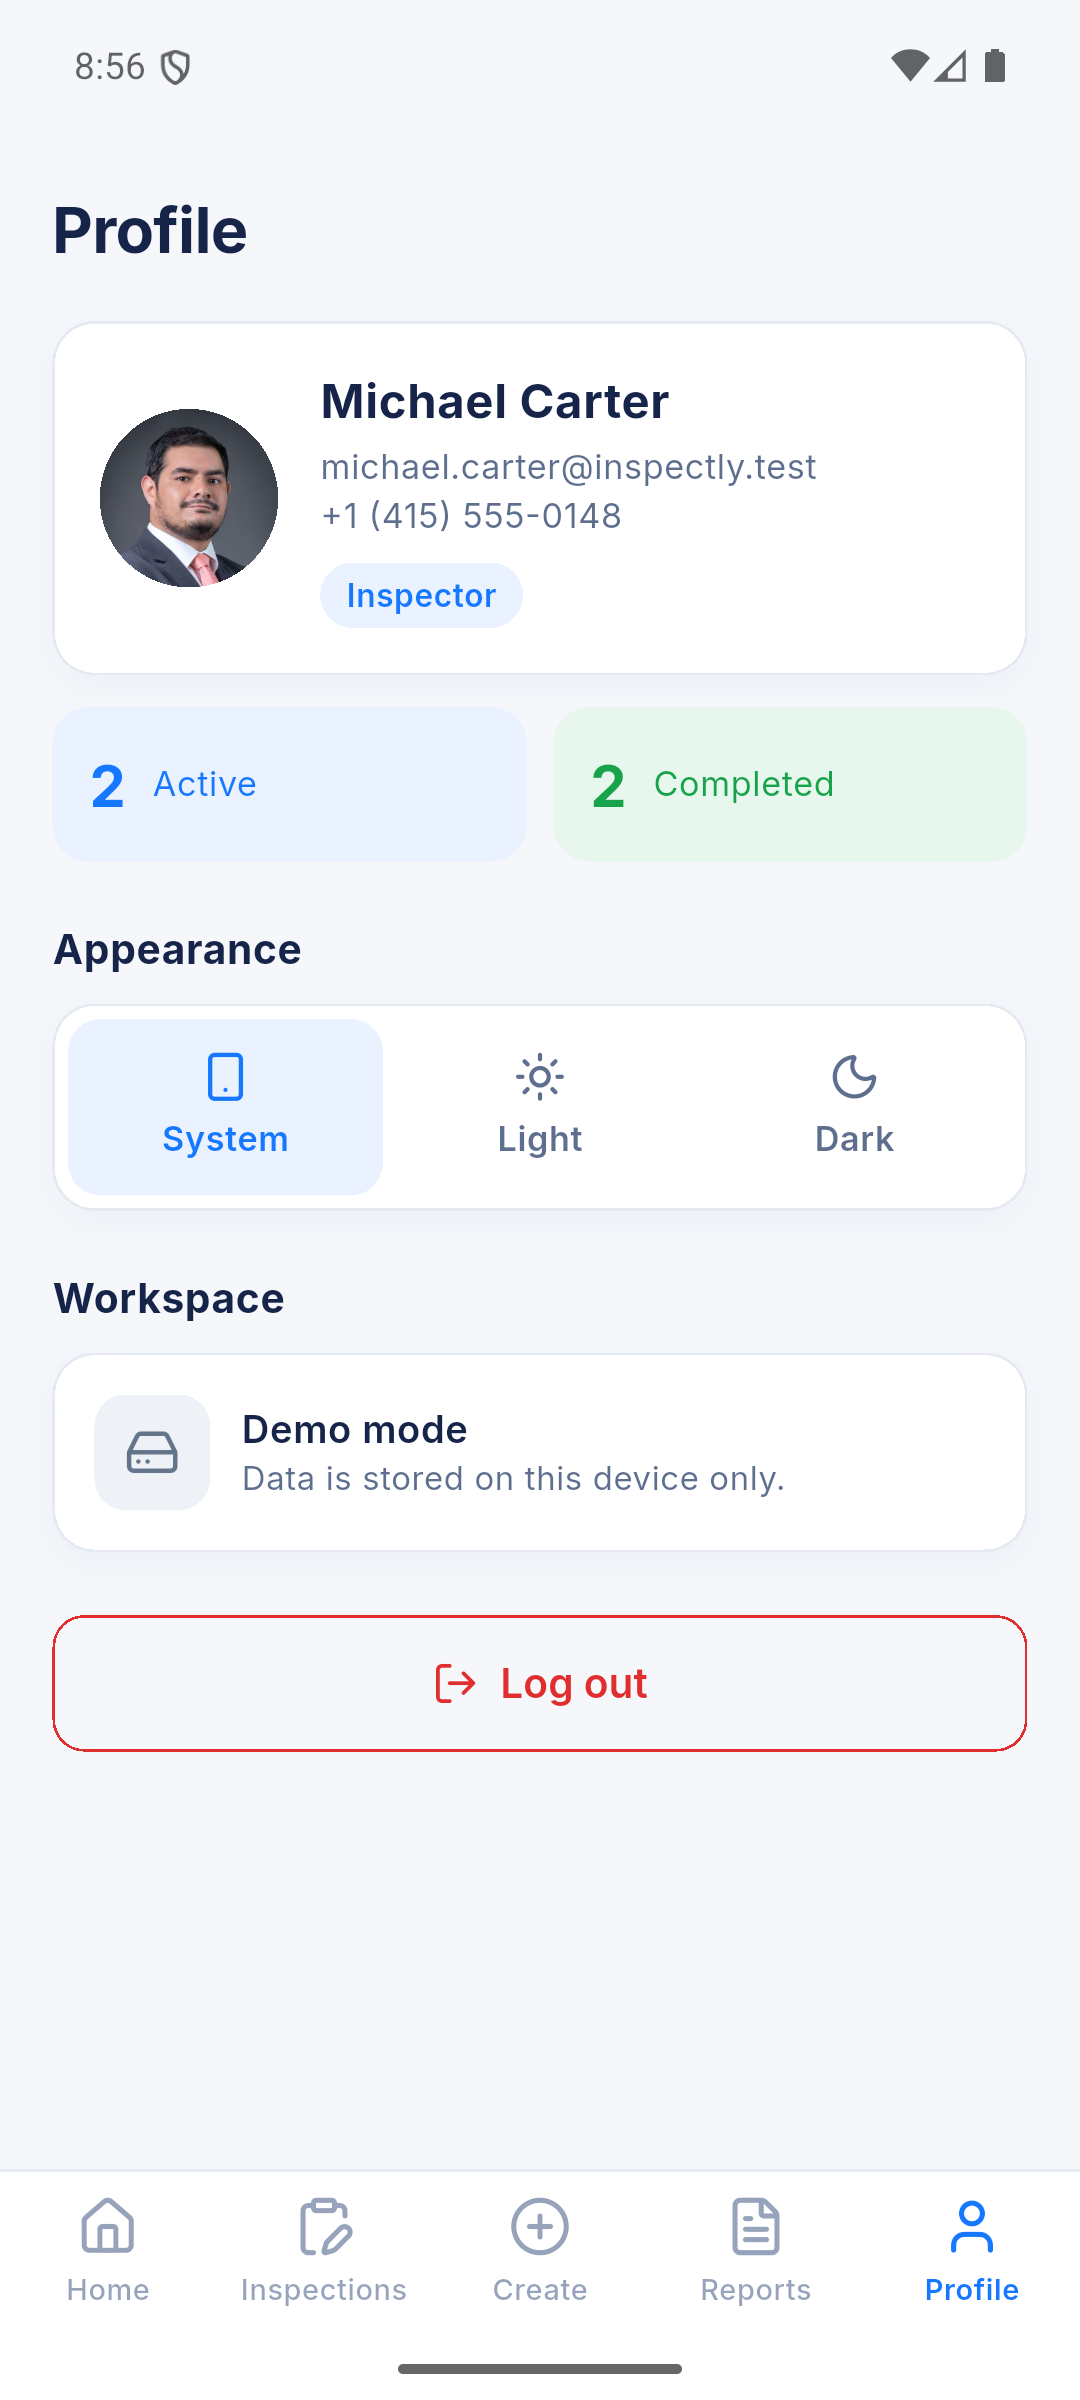 8:56
Profile
Michael Carter
michael.carter@inspectly.test
+1 (415) 555-0148
Inspector
2 Active
2 Completed
Appearance
System
Light
Dark
Workspace
Demo mode
Data is stored on this device only.
Log out
Home
Inspections
Create
Reports
Profile